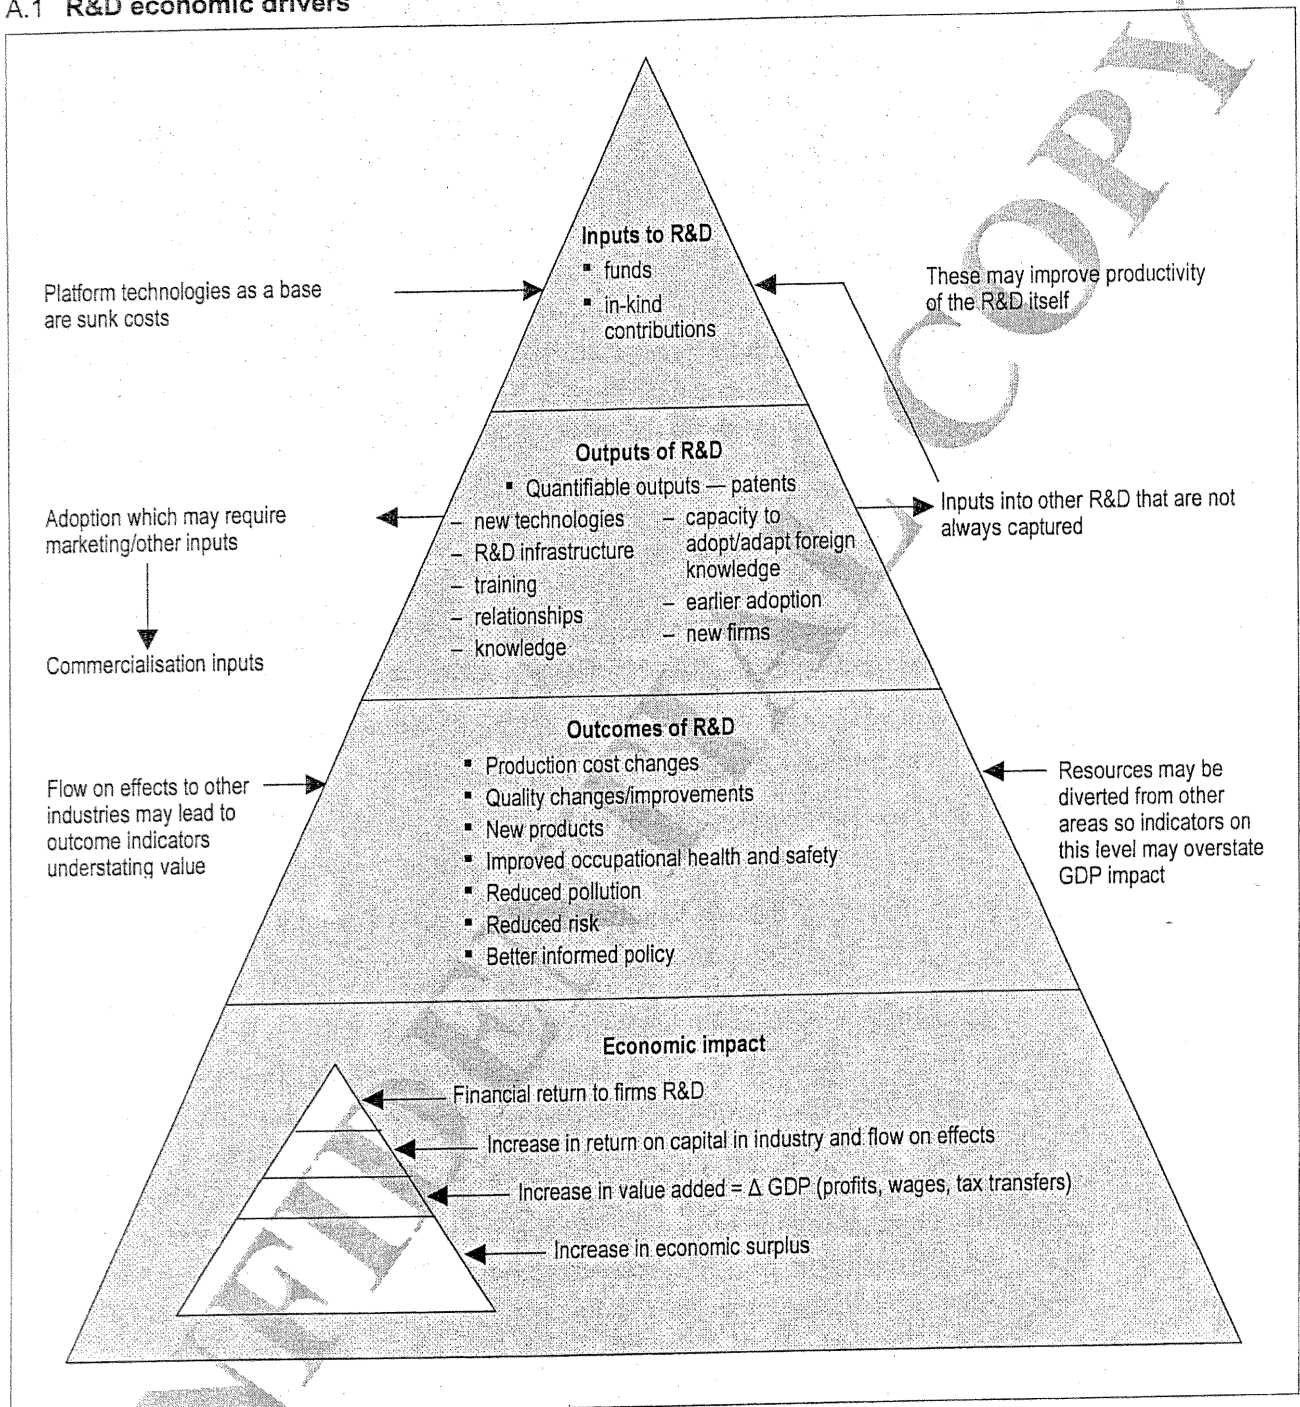 A.1 R&D economic drivers
Inputs to R&D
▪ funds
▪ in-kind
contributions
Platform technologies as a base
are sunk costs
These may improve productivity
of the R&D itself
Outputs of R&D
▪ Quantifiable outputs — patents
– new technologies
– R&D infrastructure
– training
– relationships
– knowledge
– capacity to
adopt/adapt foreign
knowledge
– earlier adoption
– new firms
Adoption which may require
marketing/other inputs
Commercialisation inputs
Inputs into other R&D that are not
always captured
Outcomes of R&D
▪ Production cost changes
▪ Quality changes/improvements
▪ New products
▪ Improved occupational health and safety
▪ Reduced pollution
▪ Reduced risk
▪ Better informed policy
Flow on effects to other
industries may lead to
outcome indicators
understating value
Resources may be
diverted from other
areas so indicators on
this level may overstate
GDP impact
Economic impact
Financial return to firms R&D
Increase in return on capital in industry and flow on effects
Increase in value added = Δ GDP (profits, wages, tax transfers)
Increase in economic surplus
COPY